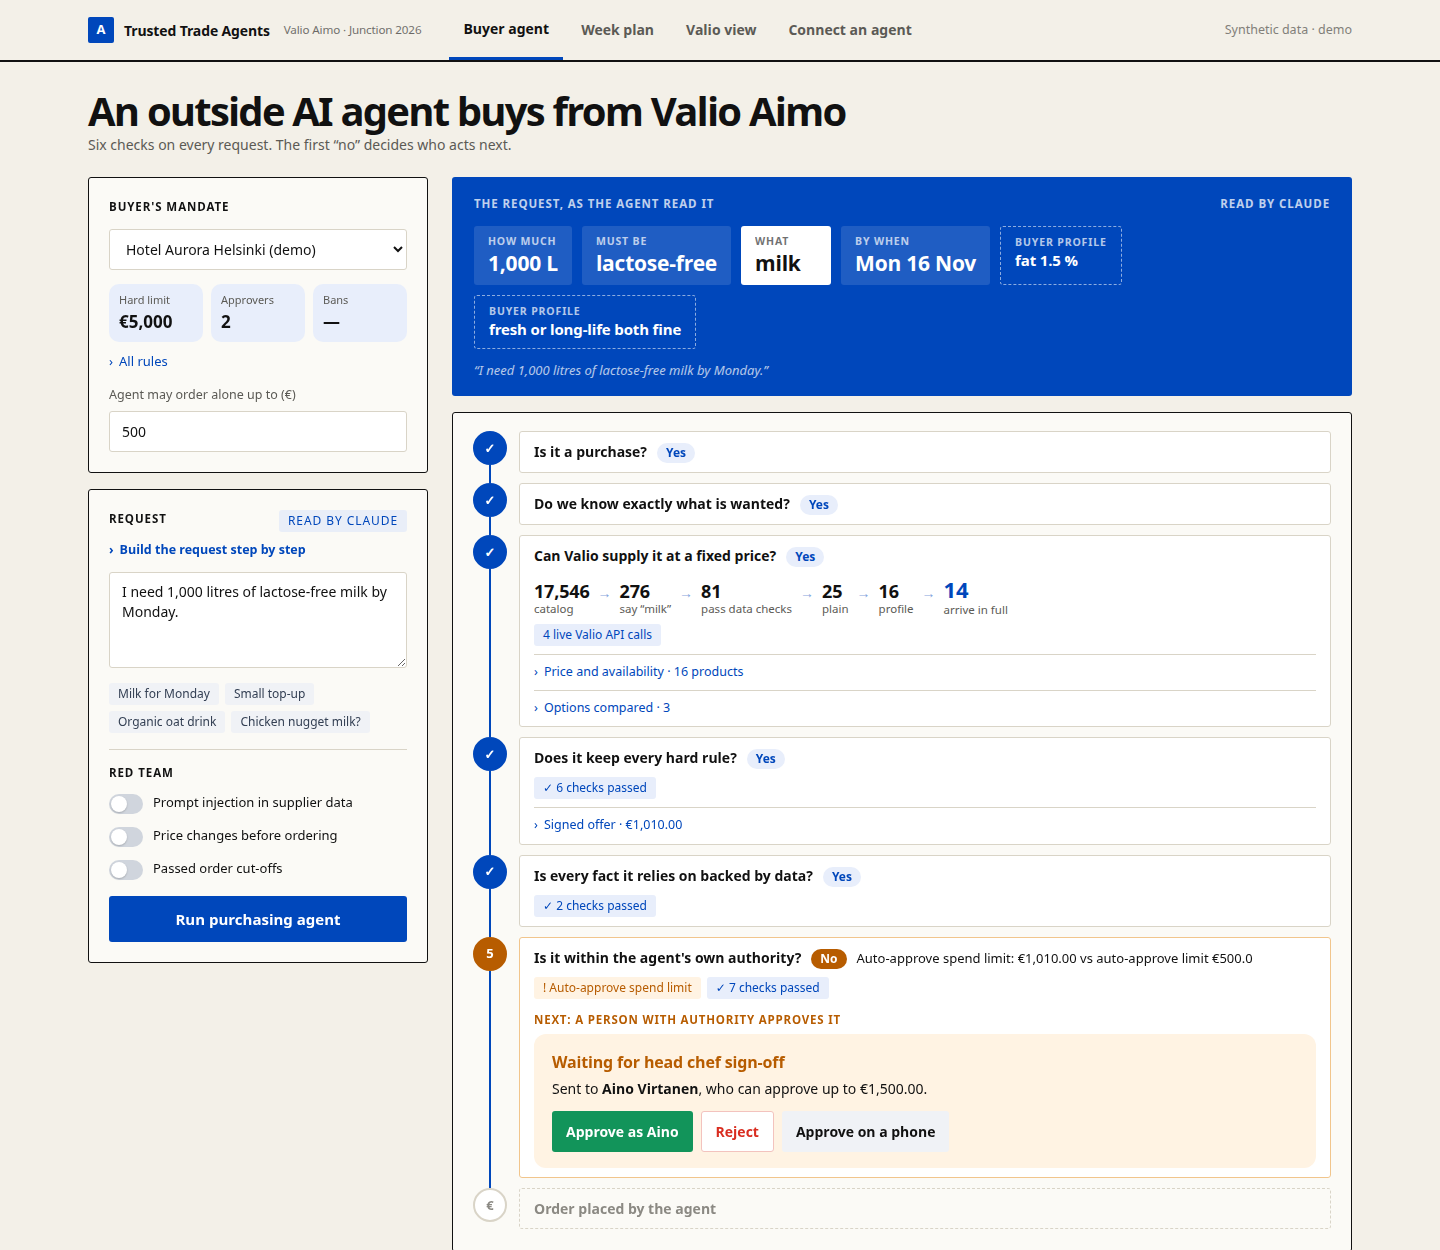 A Trusted Trade Agents Valio Aimo · Junction 2026 Buyer agent Week plan Valio view Connect an agent Synthetic data · demo
An outside AI agent buys from Valio Aimo
Six checks on every request. The first “no” decides who acts next.
BUYER'S MANDATE
Hotel Aurora Helsinki (demo)
Hard limit Approvers Bans
€5,000 2 —
› All rules
Agent may order alone up to (€)
500
REQUEST READ BY CLAUDE
› Build the request step by step
I need 1,000 litres of lactose-free milk by
Monday.
Milk for Monday Small top-up
Organic oat drink Chicken nugget milk?
RED TEAM
Prompt injection in supplier data
Price changes before ordering
Passed order cut-offs
Run purchasing agent
THE REQUEST, AS THE AGENT READ IT READ BY CLAUDE
HOW MUCH MUST BE WHAT BY WHEN BUYER PROFILE
1,000 L lactose-free milk Mon 16 Nov fat 1.5 %
BUYER PROFILE
fresh or long-life both fine
“I need 1,000 litres of lactose-free milk by Monday.”
✓ Is it a purchase? Yes
✓ Do we know exactly what is wanted? Yes
✓ Can Valio supply it at a fixed price? Yes
17,546 → 276 → 81 → 25 → 16 → 14
catalog say “milk” pass data checks plain profile arrive in full
4 live Valio API calls
› Price and availability · 16 products
› Options compared · 3
✓ Does it keep every hard rule? Yes
✓ 6 checks passed
› Signed offer · €1,010.00
✓ Is every fact it relies on backed by data? Yes
✓ 2 checks passed
5 Is it within the agent's own authority? No Auto-approve spend limit: €1,010.00 vs auto-approve limit €500.0
! Auto-approve spend limit ✓ 7 checks passed
NEXT: A PERSON WITH AUTHORITY APPROVES IT
Waiting for head chef sign-off
Sent to Aino Virtanen, who can approve up to €1,500.00.
Approve as Aino Reject Approve on a phone
€ Order placed by the agent